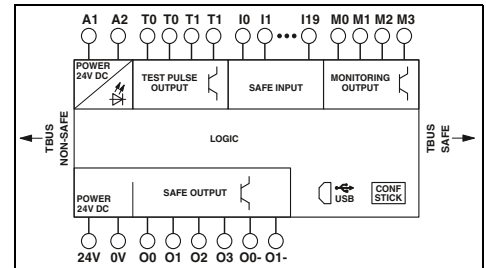 A1 A2 T0 T0 T1 T1 I0 I1 ••• I19 M0 M1 M2 M3
POWER
24V DC
TEST PULSE
OUTPUT
SAFE INPUT
MONITORING
OUTPUT
TBUS
NON-SAFE
LOGIC
TBUS
SAFE
POWER
24V DC
SAFE OUTPUT
USB
CONF
STICK
24V 0V O0 O1 O2 O3 O0- O1-